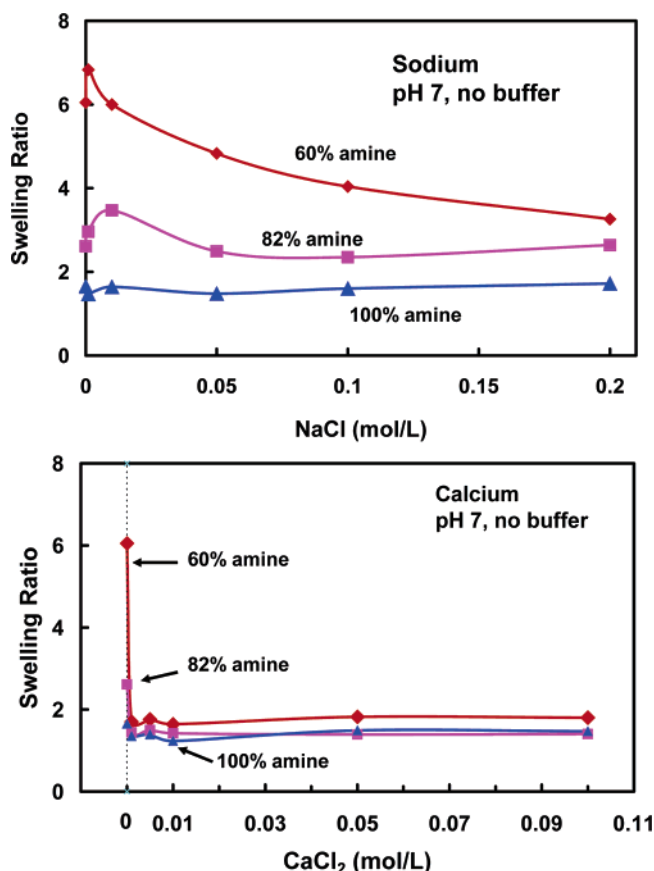 8
Sodium
pH 7, no buffer
6
60% amine
Swelling Ratio
4
82% amine
2
100% amine
0
0 0.05 0.1 0.15 0.2
NaCl (mol/L)
8
Calcium
pH 7, no buffer
6
60% amine
Swelling Ratio
4
82% amine
2
100% amine
0
0 0.01 0.03 0.05 0.07 0.09 0.11
CaCl₂ (mol/L)